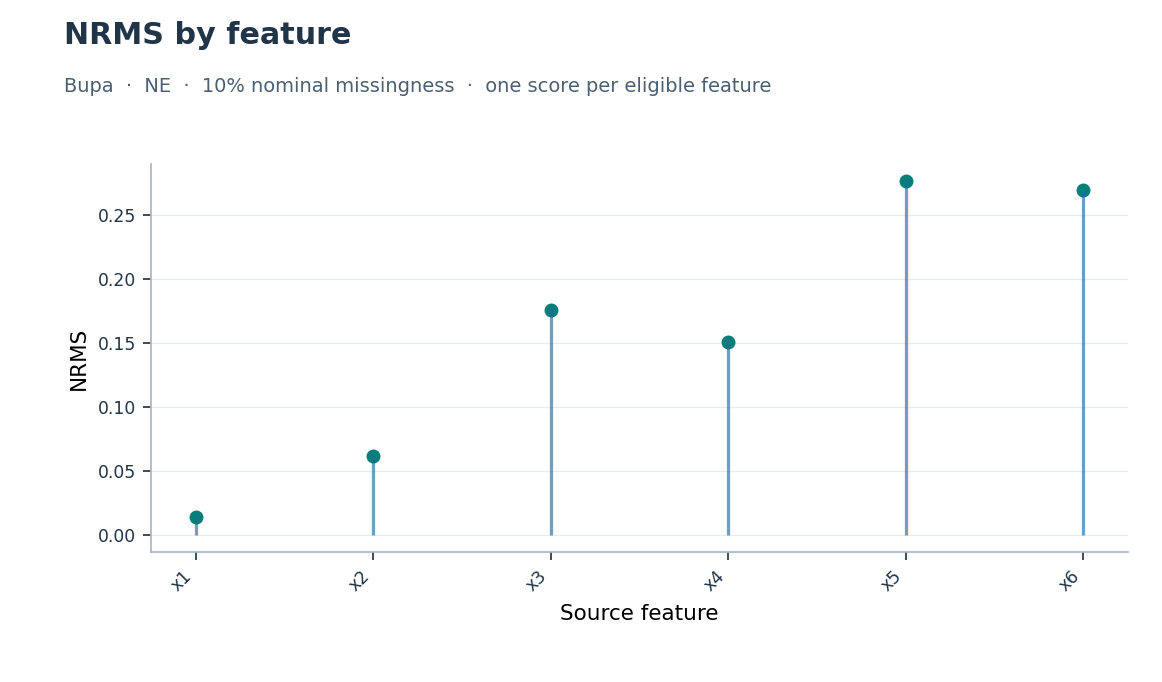 NRMS by feature
Bupa · NE · 10% nominal missingness · one score per eligible feature
0.25
0.20
0.15
0.10
0.05
0.00
NRMS
x1 x2 x3 x4 x5 x6
Source feature